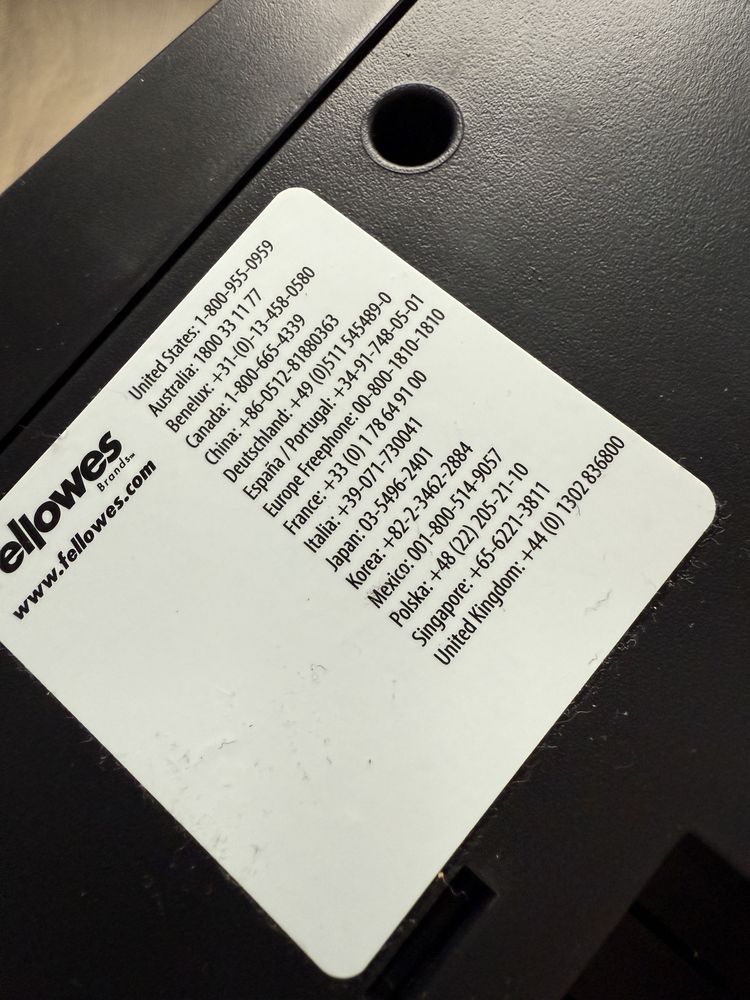 ellowes
Brands℠
www.fellowes.com
United States: 1-800-955-0959
Australia: 1800 33 11 77
Benelux: +31-(0)-13-458-0580
Canada: 1-800-665-4339
China: +86-0512-81880363
Deutschland: +49 (0)511 545489-0
España / Portugal: +34-91-748-05-01
Europe Freephone: 00-800-1810-1810
France: +33 (0) 1 78 64 91 00
Italia: +39-071-730041
Japan: 03-5496-2401
Korea: +82-2-3462-2884
Mexico: 001-800-514-9057
Polska: +48 (22) 205-21-10
Singapore: +65-6221-3811
United Kingdom: +44 (0) 1302 836800